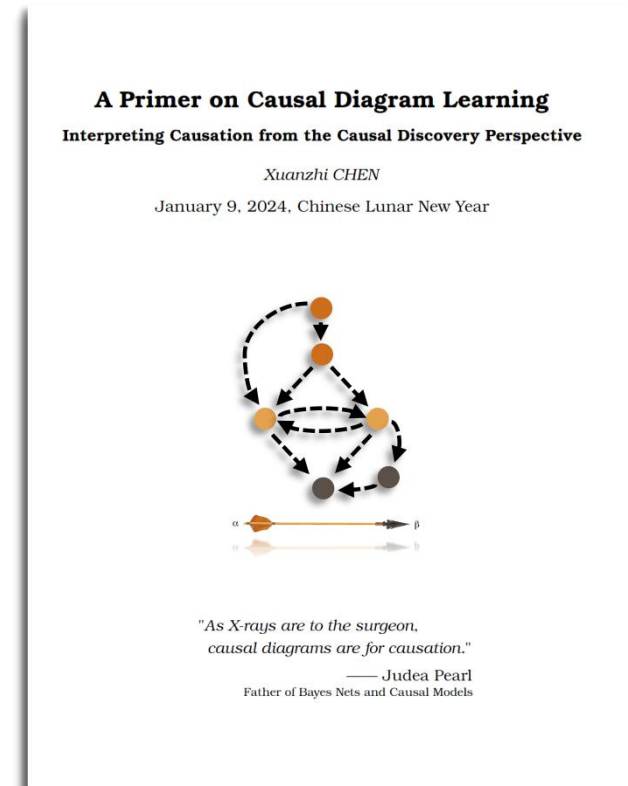 A Primer on Causal Diagram Learning
Interpreting Causation from the Causal Discovery Perspective
Xuanzhi CHEN
January 9, 2024, Chinese Lunar New Year
α β
"As X-rays are to the surgeon,
causal diagrams are for causation."
—— Judea Pearl
Father of Bayes Nets and Causal Models